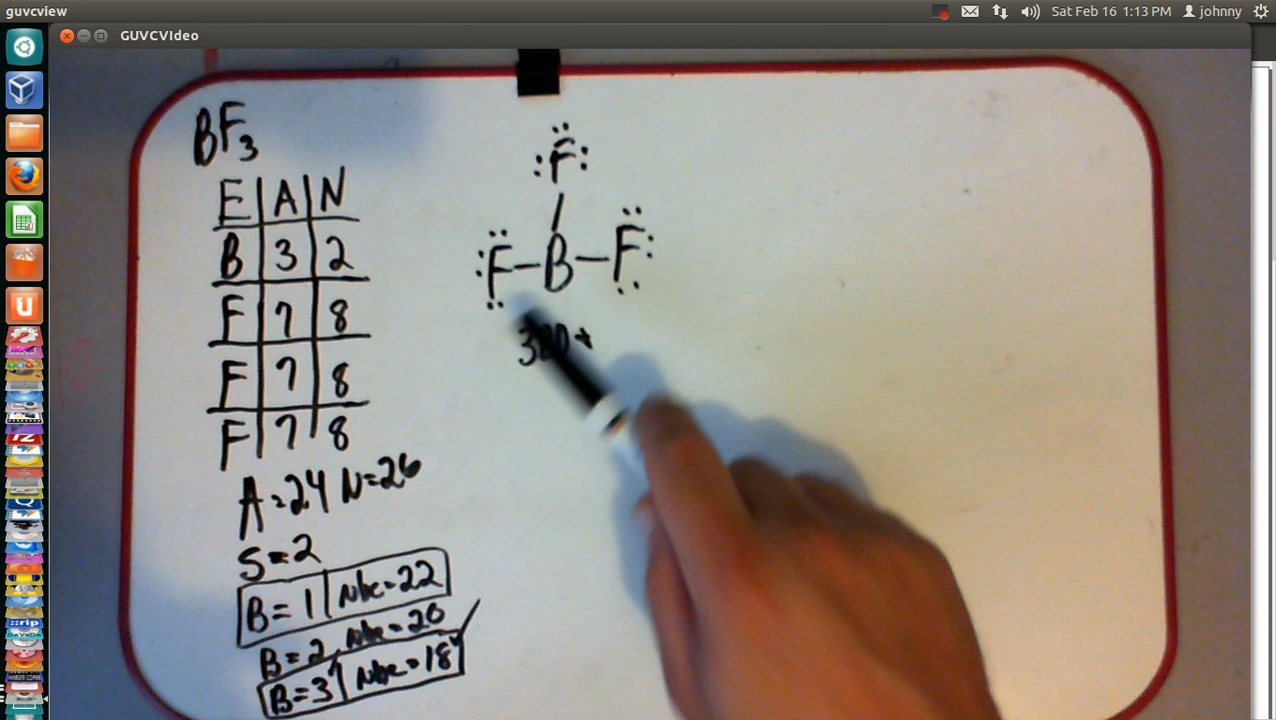 guvcview
Sat Feb 16 1:13 PM johnny
GUVCVIdeo
BF3
E A N
B 3 2
F 7 8
F 7 8
F 7 8
A=24 N=26
S=2
B=1 Nbe=22
B=2, Nbe=20
B=3 Nbe=18
:F:
:F-B-F: